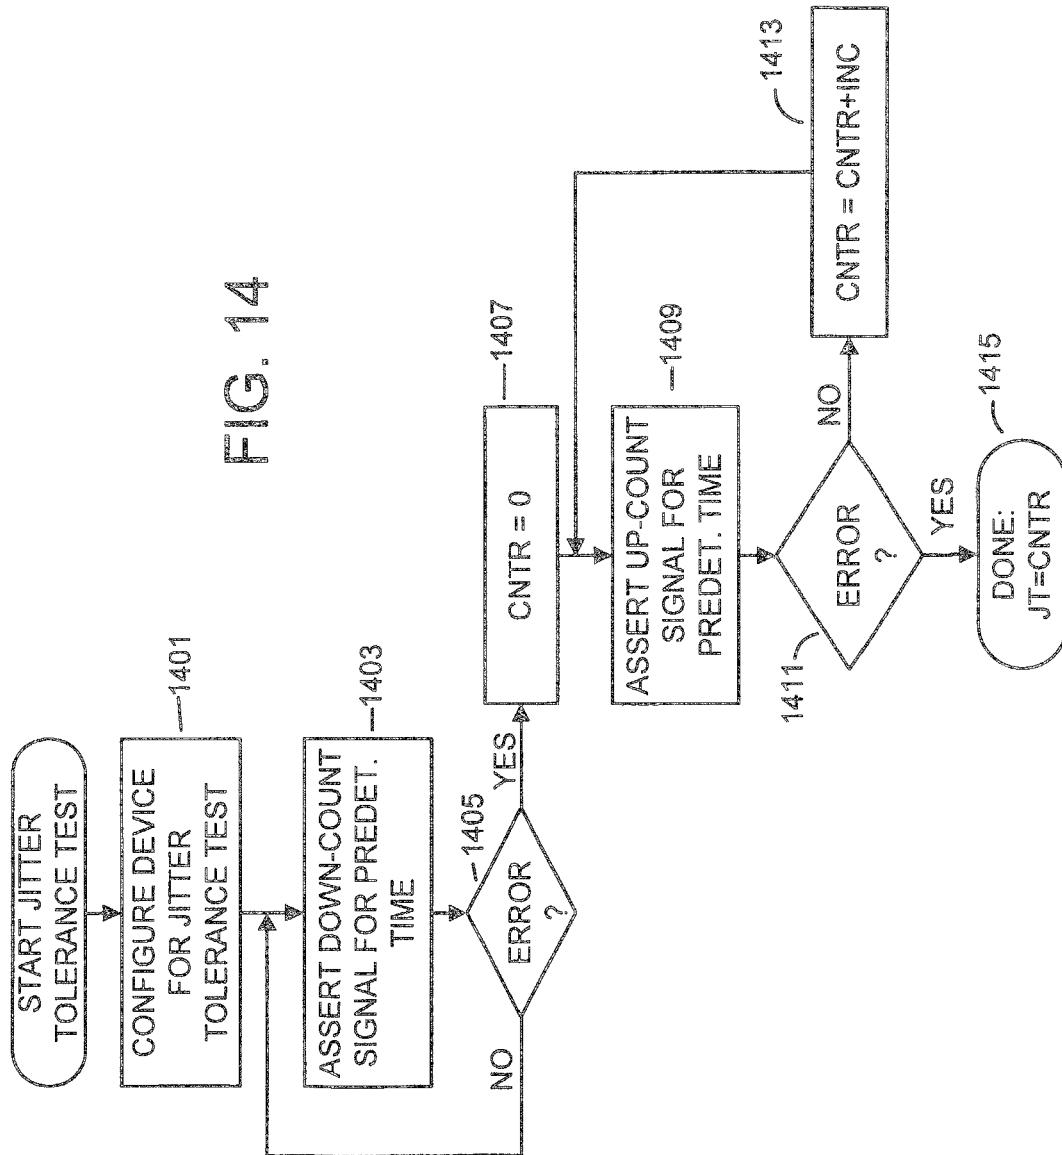 START JITTER
TOLERANCE TEST
CONFIGURE DEVICE
FOR JITTER
TOLERANCE TEST
1401
ASSERT DOWN-COUNT
SIGNAL FOR PREDET.
TIME
1403
ERROR
?
1405
NO
YES
CNTR = 0
1407
ASSERT UP-COUNT
SIGNAL FOR
PREDET. TIME
1409
ERROR
?
1411
NO
YES
CNTR = CNTR+INC
1413
DONE:
JT=CNTR
1415
FIG. 14